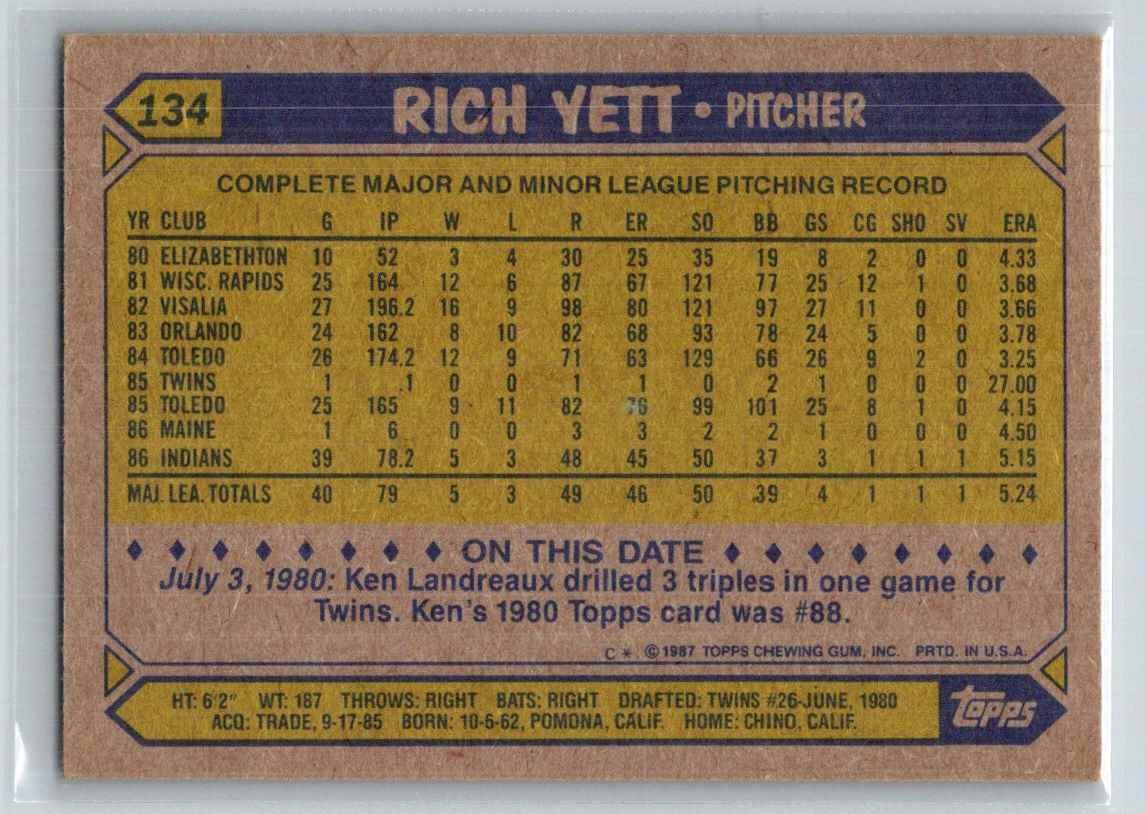 134 RICH YETT • PITCHER
COMPLETE MAJOR AND MINOR LEAGUE PITCHING RECORD
YR CLUB G IP W L R ER SO BB GS CG SHO SV ERA
80 ELIZABETHTON 10 52 3 4 30 25 35 19 8 2 0 0 4.33
81 WISC. RAPIDS 25 164 12 6 87 67 121 77 25 12 1 0 3.68
82 VISALIA 27 196.2 16 9 98 80 121 97 27 11 0 0 3.66
83 ORLANDO 24 162 8 10 82 68 93 78 24 5 0 0 3.78
84 TOLEDO 26 174.2 12 9 71 63 129 66 26 9 2 0 3.25
85 TWINS 1 .1 0 0 1 1 0 2 1 0 0 0 27.00
85 TOLEDO 25 165 9 11 82 76 99 101 25 8 1 0 4.15
86 MAINE 1 6 0 0 3 3 2 2 1 0 0 0 4.50
86 INDIANS 39 78.2 5 3 48 45 50 37 3 1 1 1 5.15
MAJ. LEA. TOTALS 40 79 5 3 49 46 50 39 4 1 1 1 5.24
ON THIS DATE
July 3, 1980: Ken Landreaux drilled 3 triples in one game for
Twins. Ken's 1980 Topps card was #88.
C * ©1987 TOPPS CHEWING GUM, INC. PRTD. IN U.S.A.
HT: 6'2" WT: 187 THROWS: RIGHT BATS: RIGHT DRAFTED: TWINS #26-JUNE, 1980
ACQ: TRADE, 9-17-85 BORN: 10-6-62, POMONA, CALIF. HOME: CHINO, CALIF.
topps